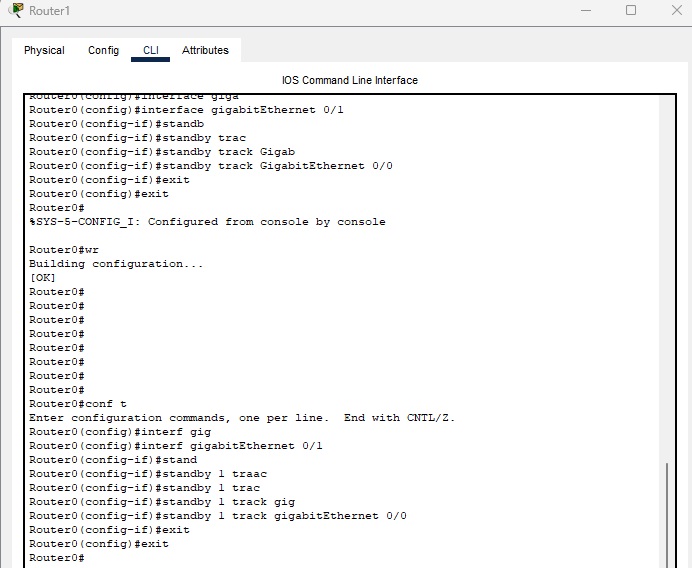 Router1
Physical Config CLI Attributes
IOS Command Line Interface
Router0(config)#interface giga
Router0(config)#interface gigabitEthernet 0/1
Router0(config-if)#standb
Router0(config-if)#standby trac
Router0(config-if)#standby track Gigab
Router0(config-if)#standby track GigabitEthernet 0/0
Router0(config-if)#exit
Router0(config)#exit
Router0#
%SYS-5-CONFIG_I: Configured from console by console
Router0#wr
Building configuration...
[OK]
Router0#
Router0#
Router0#
Router0#
Router0#
Router0#
Router0#
Router0#
Router0#conf t
Enter configuration commands, one per line.  End with CNTL/Z.
Router0(config)#interf gig
Router0(config)#interf gigabitEthernet 0/1
Router0(config-if)#stand
Router0(config-if)#standby 1 traac
Router0(config-if)#standby 1 trac
Router0(config-if)#standby 1 track gig
Router0(config-if)#standby 1 track gigabitEthernet 0/0
Router0(config-if)#exit
Router0(config)#exit
Router0#